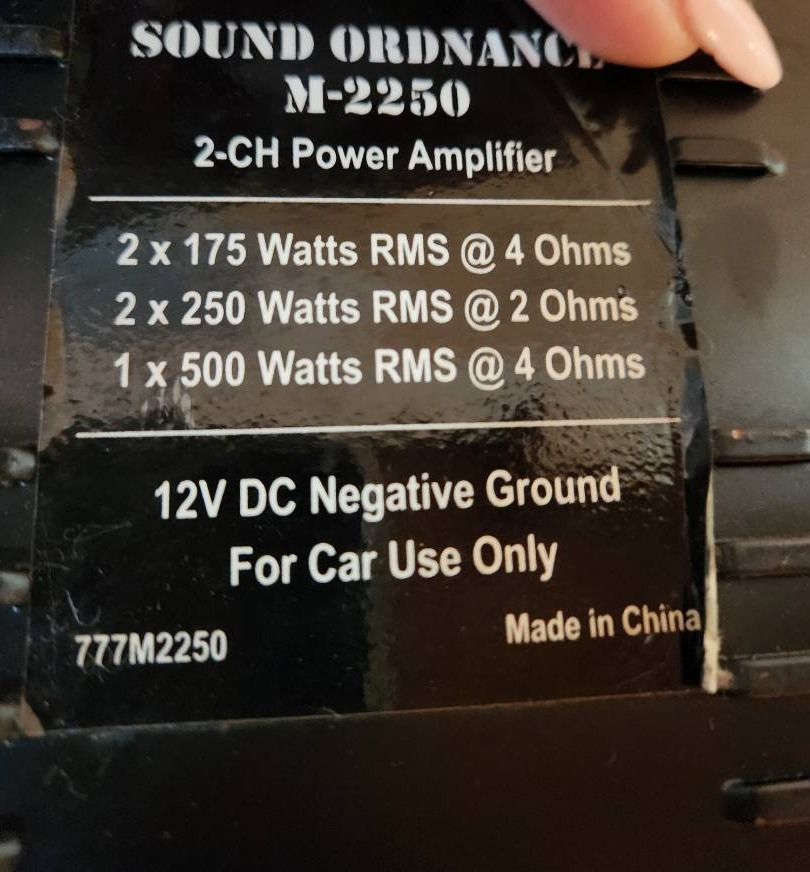 SOUND ORDNANCE
M-2250
2-CH Power Amplifier
2 x 175 Watts RMS @ 4 Ohms
2 x 250 Watts RMS @ 2 Ohms
1 x 500 Watts RMS @ 4 Ohms
12V DC Negative Ground
For Car Use Only
777M2250
Made in China